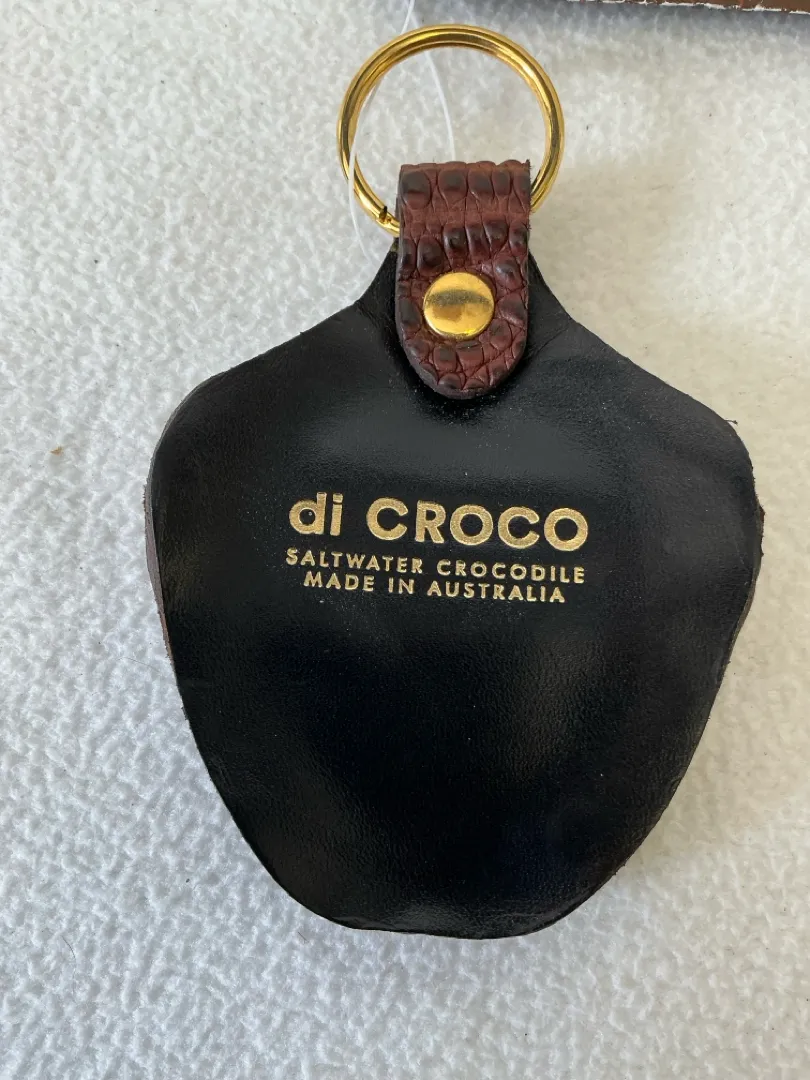 di CROCO
SALTWATER CROCODILE
MADE IN AUSTRALIA